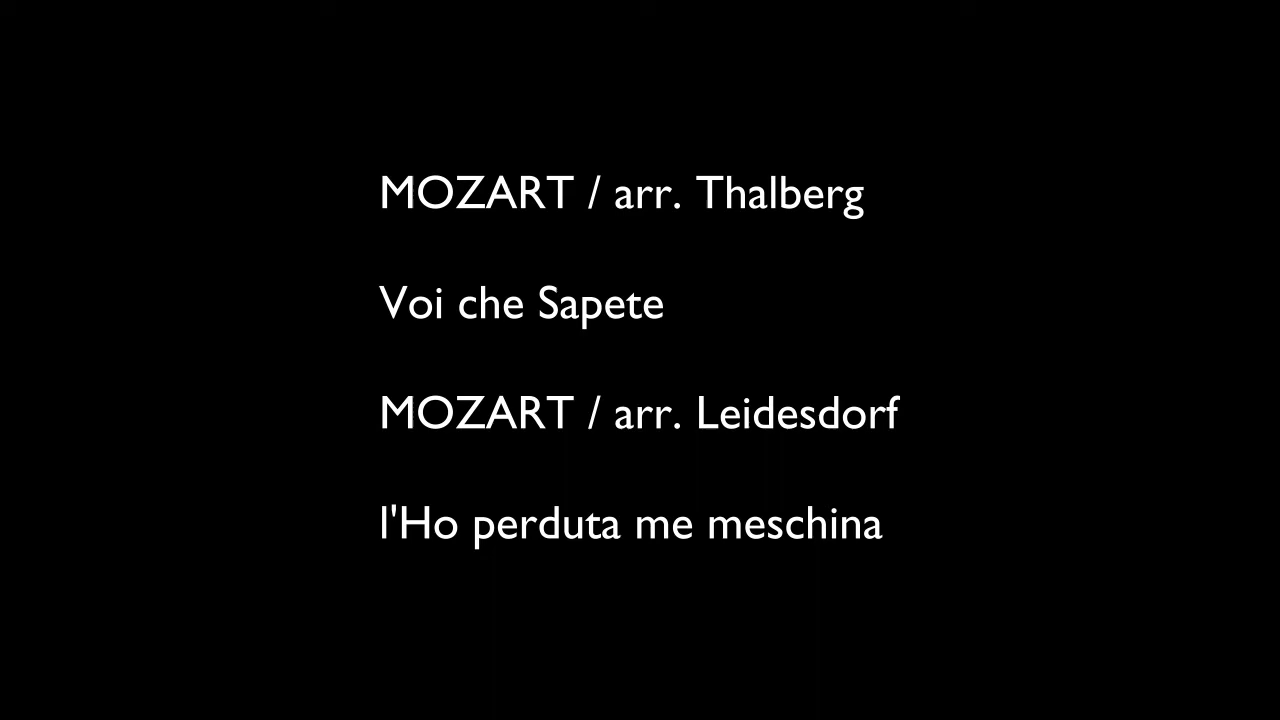 MOZART / arr. Thalberg
Voi che Sapete
MOZART / arr. Leidesdorf
l'Ho perduta me meschina